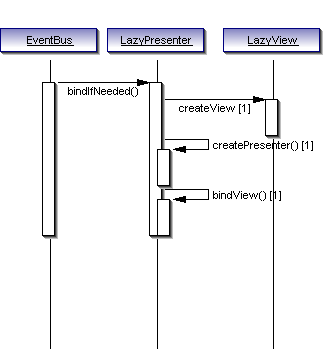 EventBus
LazyPresenter
LazyView
bindIfNeeded()
createView [1]
createPresenter() [1]
bindView() [1]